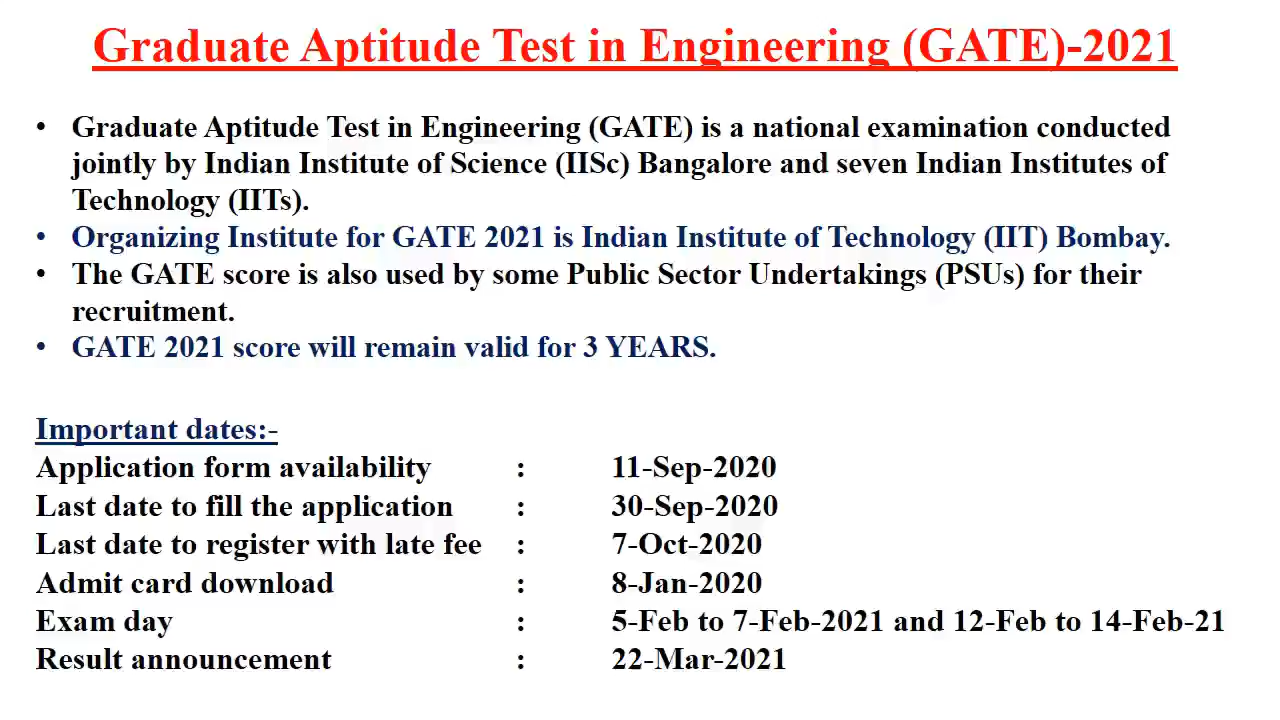 Graduate Aptitude Test in Engineering (GATE)-2021
• Graduate Aptitude Test in Engineering (GATE) is a national examination conducted
jointly by Indian Institute of Science (IISc) Bangalore and seven Indian Institutes of
Technology (IITs).
• Organizing Institute for GATE 2021 is Indian Institute of Technology (IIT) Bombay.
• The GATE score is also used by some Public Sector Undertakings (PSUs) for their
recruitment.
• GATE 2021 score will remain valid for 3 YEARS.
Important dates:-
Application form availability : 11-Sep-2020
Last date to fill the application : 30-Sep-2020
Last date to register with late fee : 7-Oct-2020
Admit card download : 8-Jan-2020
Exam day : 5-Feb to 7-Feb-2021 and 12-Feb to 14-Feb-21
Result announcement : 22-Mar-2021